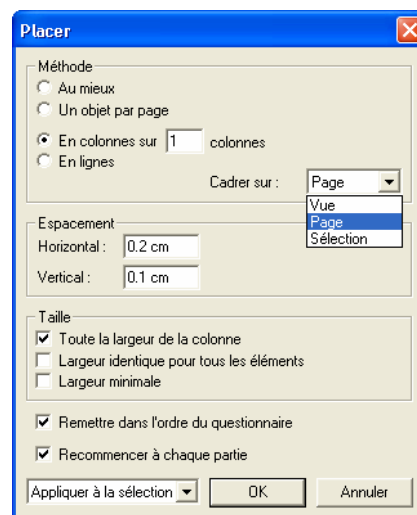 Placer
Méthode
Au mieux
Un objet par page
En colonnes sur 1 colonnes
En lignes
Cadrer sur : Page
Vue
Page
Sélection
Espacement
Horizontal : 0.2 cm
Vertical : 0.1 cm
Taille
Toute la largeur de la colonne
Largeur identique pour tous les éléments
Largeur minimale
Remettre dans l'ordre du questionnaire
Recommencer à chaque partie
Appliquer à la sélection OK Annuler